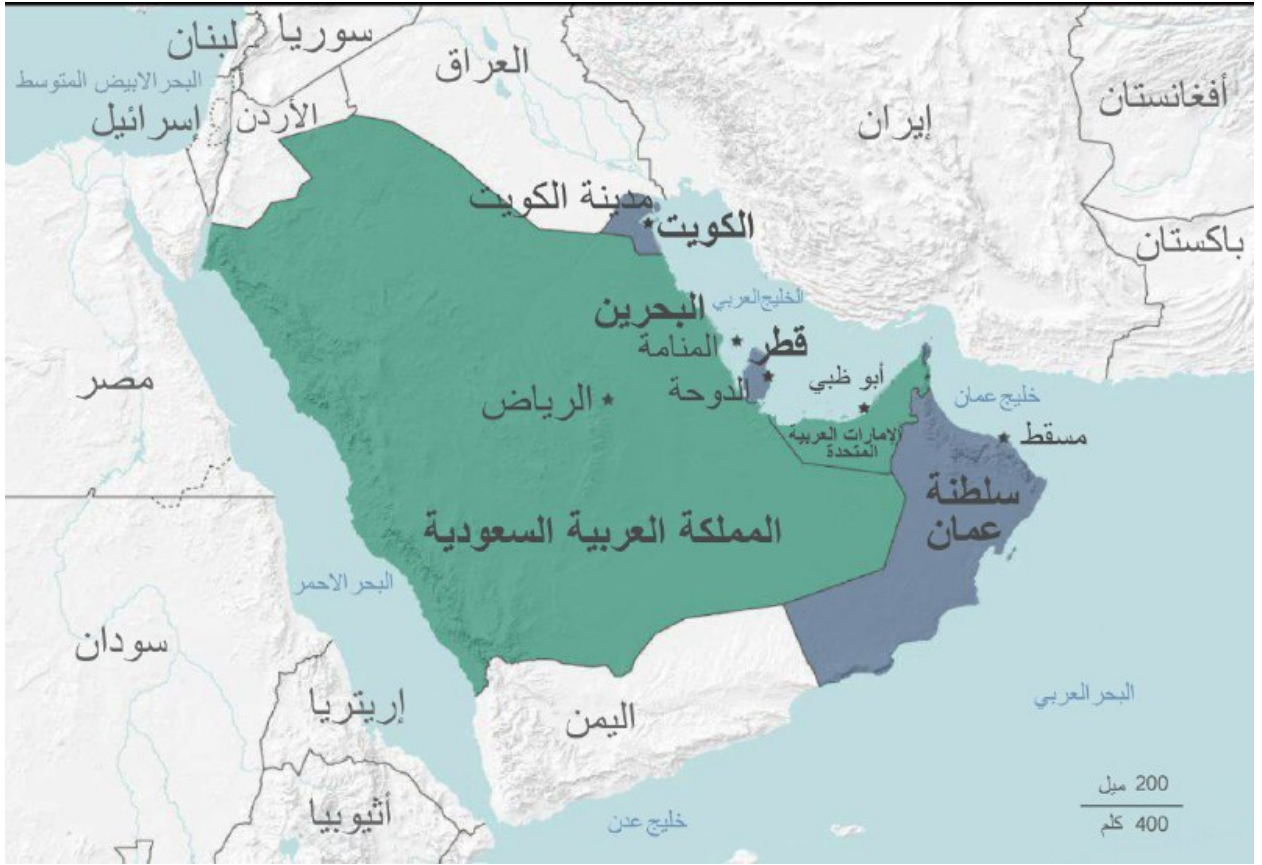 لبنان
سوريا
العراق
البحر الابيض المتوسط
إسرائيل
الأردن
إيران
أفغانستان
مدينة الكويت
الكويت
باكستان
الخليج العربي
البحرين
المنامة
قطر
الدوحة
مصر
الرياض
أبو ظبي
خليج عمان
الإمارات العربية
المتحدة
مسقط
سلطنة
عمان
المملكة العربية السعودية
البحر الاحمر
سودان
إريتريا
اليمن
البحر العربي
أثيوبيا
خليج عدن
200 ميل
400 كلم